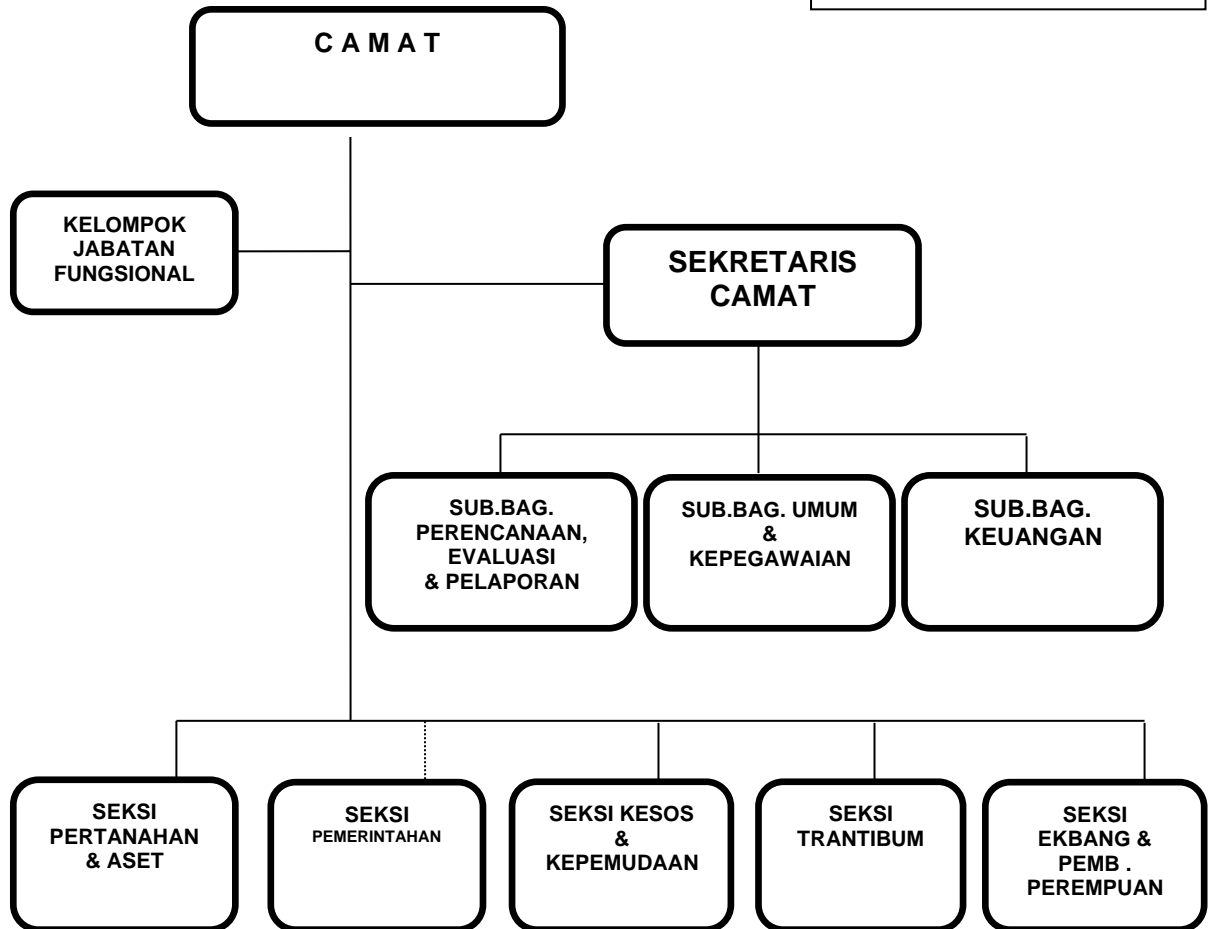 C A M A T
KELOMPOK
JABATAN
FUNGSIONAL
SEKRETARIS
CAMAT
SUB.BAG.
PERENCANAAN,
EVALUASI
& PELAPORAN
SUB.BAG. UMUM
&
KEPEGAWAIAN
SUB.BAG.
KEUANGAN
SEKSI
PERTANAHAN
& ASET
SEKSI
PEMERINTAHAN
SEKSI KESOS
&
KEPEMUDAAN
SEKSI
TRANTIBUM
SEKSI
EKBANG &
PEMB .
PEREMPUAN